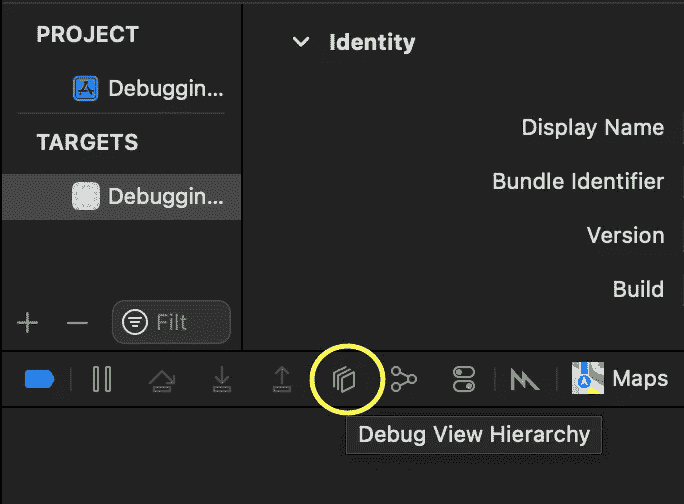 PROJECT
Debuggin...
TARGETS
Debuggin...
Filt
Identity
Display Name
Bundle Identifier
Version
Build
Maps
Debug View Hierarchy